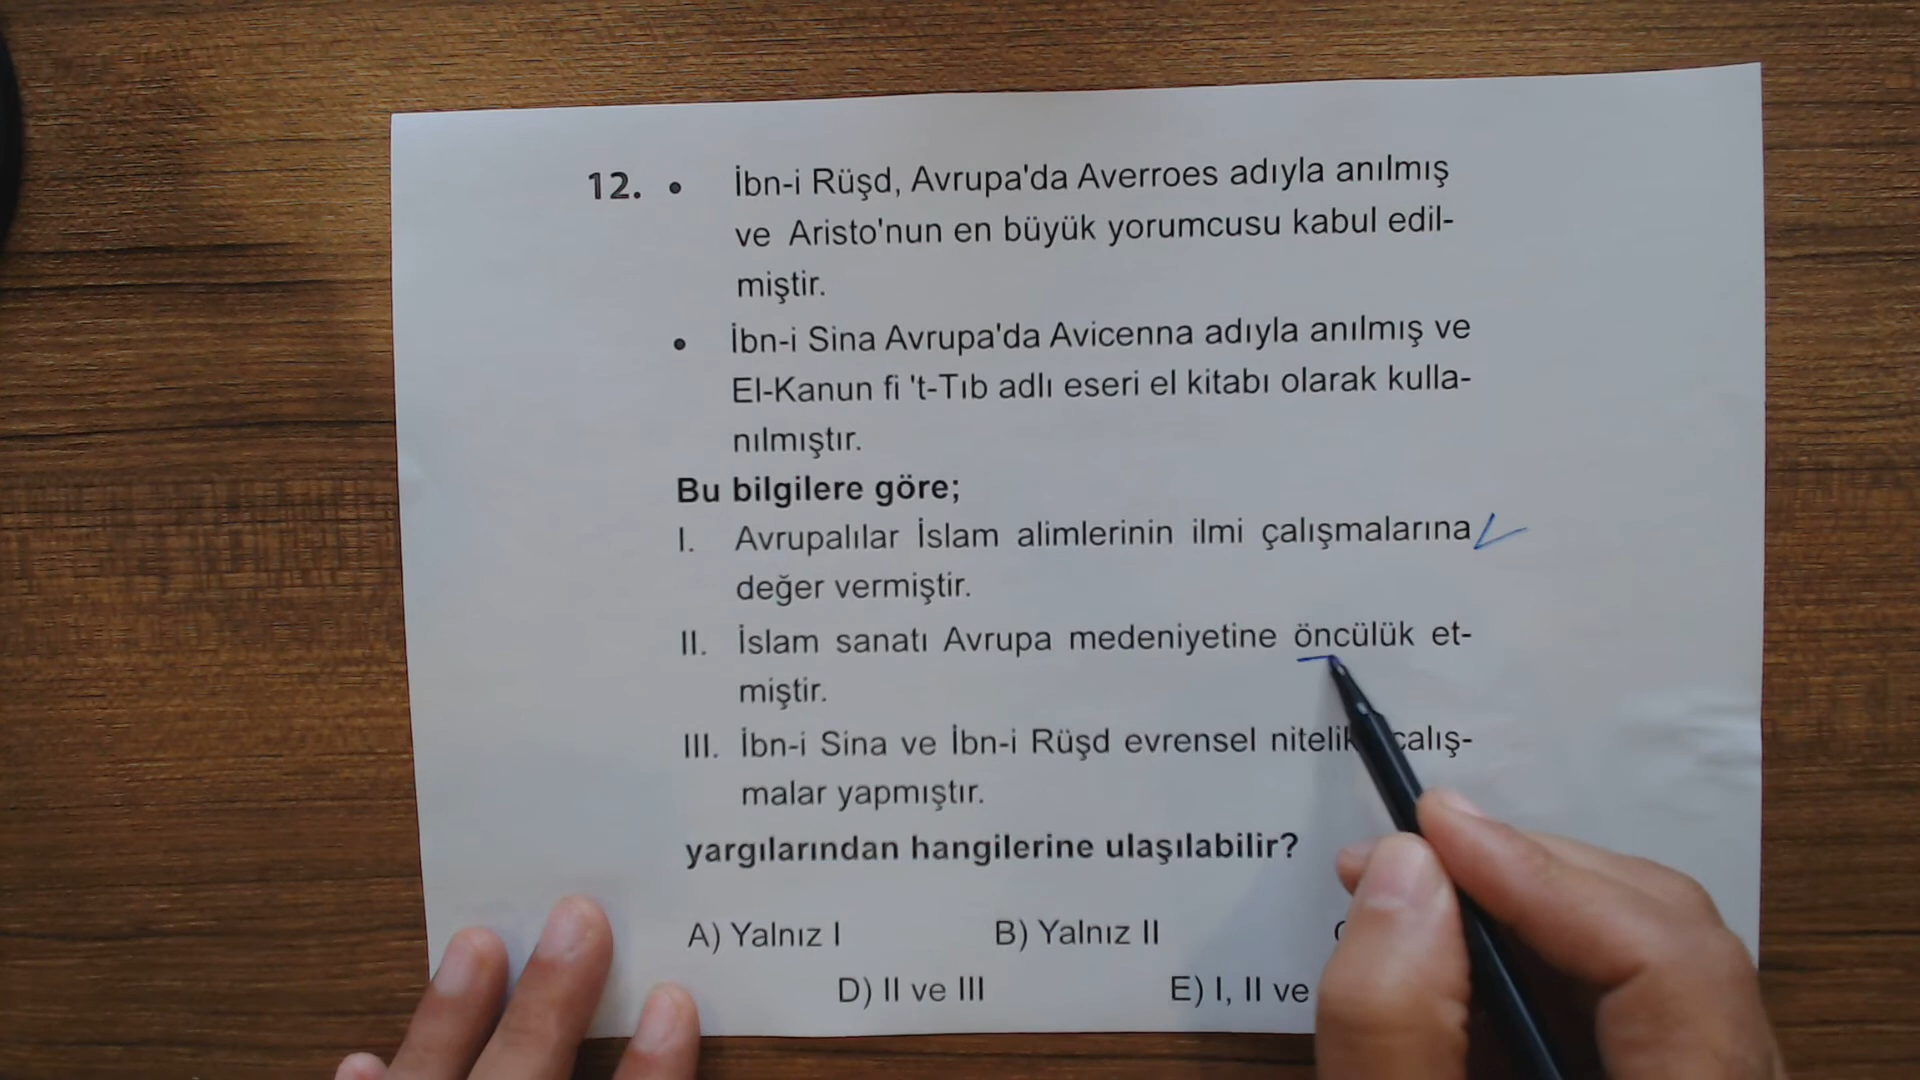 12. • İbn-i Rüşd, Avrupa'da Averroes adıyla anılmış
ve Aristo'nun en büyük yorumcusu kabul edil-
miştir.
• İbn-i Sina Avrupa'da Avicenna adıyla anılmış ve
El-Kanun fi 't-Tıb adlı eseri el kitabı olarak kulla-
nılmıştır.
Bu bilgilere göre;
I. Avrupalılar İslam alimlerinin ilmi çalışmalarına
değer vermiştir.
II. İslam sanatı Avrupa medeniyetine öncülük et-
miştir.
III. İbn-i Sina ve İbn-i Rüşd evrensel çalış-
malar yapmıştır.
yargılarından hangilerine ulaşılabilir?
A) Yalnız I B) Yalnız II
D) II ve III E) I, II ve